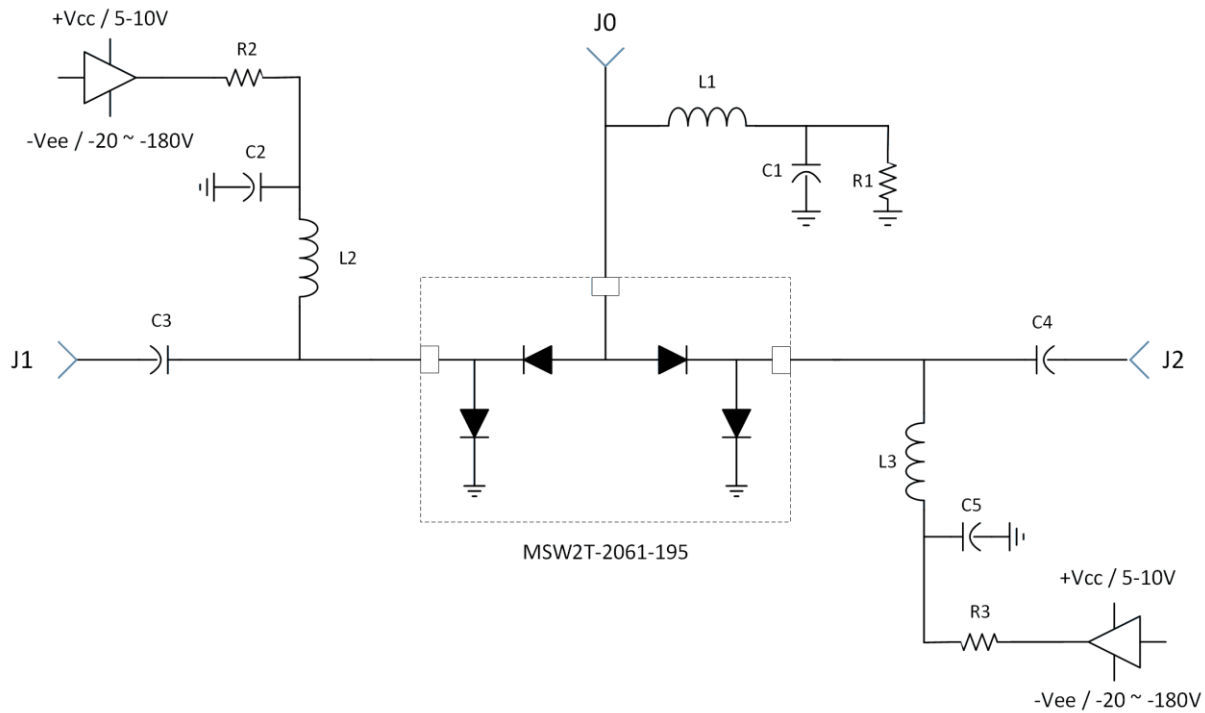 +Vcc / 5-10V
J0
R2
L1
-Vee / -20 ~ -180V
C2
C1
R1
L2
C3
C4
J1
J2
L3
C5
MSW2T-2061-195
+Vcc / 5-10V
R3
-Vee / -20 ~ -180V